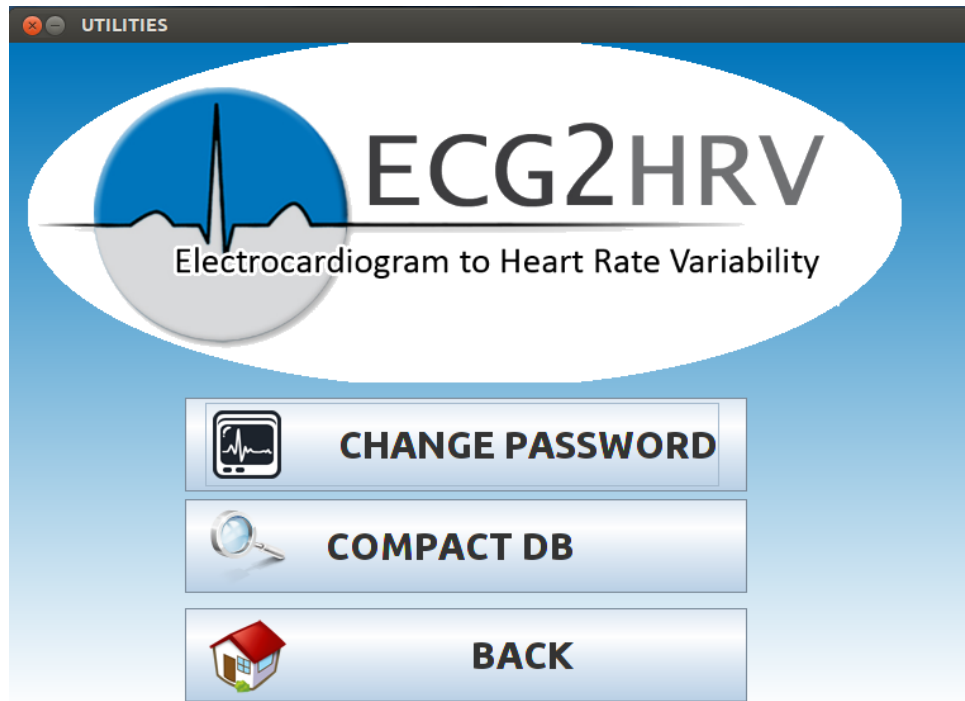 UTILITIES
ECG2HRV
Electrocardiogram to Heart Rate Variability
CHANGE PASSWORD
COMPACT DB
BACK